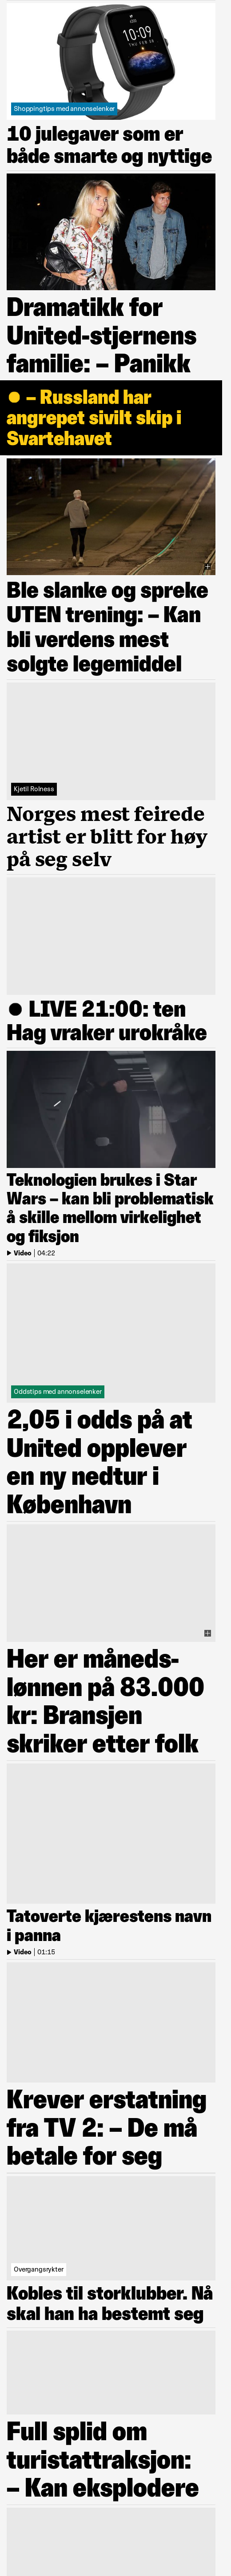 10:09
Shoppingtips med annonselenker
10 julegaver som er
både smarte og nyttige
Dramatikk for
United-stjernens
familie: – Panikk
– Russland har
angrepet sivilt skip i
Svartehavet
Ble slanke og spreke
UTEN trening: – Kan
bli verdens mest
solgte legemiddel
Kjetil Rolness
Norges mest feirede
artist er blitt for høy
på seg selv
LIVE 21:00: ten
Hag vraker urokråke
Teknologien brukes i Star
Wars – kan bli problematisk
å skille mellom virkelighet
og fiksjon
Video | 04:22
Oddstips med annonselenker
2,05 i odds på at
United opplever
en ny nedtur i
København
Her er måneds-
lønnen på 83.000
kr: Bransjen
skriker etter folk
Tatoverte kjærestens navn
i panna
Video | 01:15
Krever erstatning
fra TV 2: – De må
betale for seg
Overgangsrykter
Kobles til storklubber. Nå
skal han ha bestemt seg
Full splid om
turistattraksjon:
– Kan eksplodere